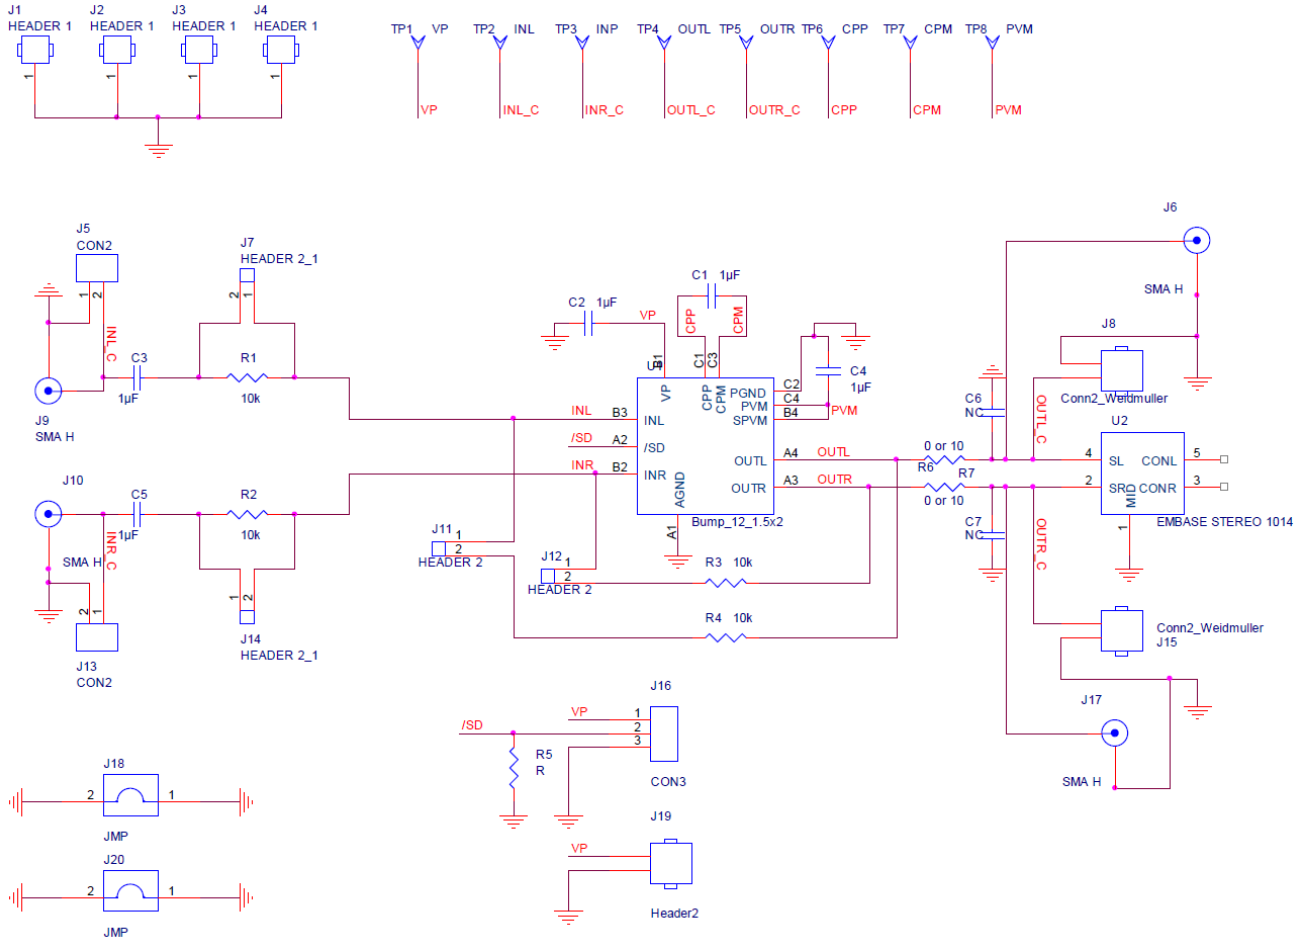 J1
HEADER 1
J2
HEADER 1
J3
HEADER 1
J4
HEADER 1
1
1
1
1
TP1 VP
TP2 INL
TP3 INP
TP4 OUTL
TP5 OUTR
TP6 CPP
TP7 CPM
TP8 PVM
VP
INL_C
INR_C
OUTL_C
OUTR_C
CPP
CPM
PVM
J5
CON2
1
2
INL_C
J7
HEADER 2_1
2
1
C3
1µF
R1
10k
J9
SMA H
J10
SMA H
C5
1µF
INR_C
R2
10k
2
1
J13
CON2
1
2
J14
HEADER 2_1
C2 1µF
VP
C1 1µF
CPP
CPM
C1
C3
B1
VP
CPP
CPM
PGND
PVM
SPVM
C2
C4
B4
PVM
C4
1µF
INL
B3
INL
/SD
A2
/SD
INR
B2
INR
AGND
A1
OUTL
A4
OUTL
OUTR
A3
OUTR
Bump_12_1.5x2
J11
1
2
HEADER 2
J12
1
2
HEADER 2
R3 10k
R4 10k
0 or 10
R6
R7
0 or 10
C6
NC
C7
NC
OUTL_C
OUTR_C
J6
SMA H
J8
Conn2_Weidmuller
U2
4
SL
CONL
5
2
SRD
CONR
3
MID
1
EMBASE STEREO 1014
Conn2_Weidmuller
J15
J17
SMA H
J16
VP
1
/SD
2
3
R5
R
CON3
J19
VP
Header2
J18
2
1
JMP
J20
2
1
JMP